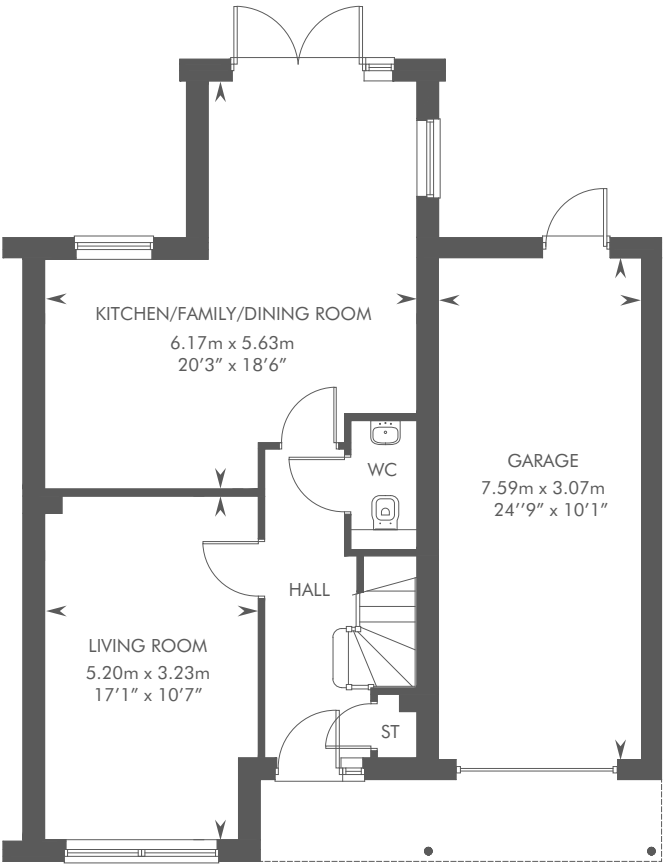 KITCHEN/FAMILY/DINING ROOM
6.17m x 5.63m
20’3” x 18’6”
WC
GARAGE
7.59m x 3.07m
24’'9” x 10’1”
HALL
LIVING ROOM
5.20m x 3.23m
17’1” x 10’7”
ST